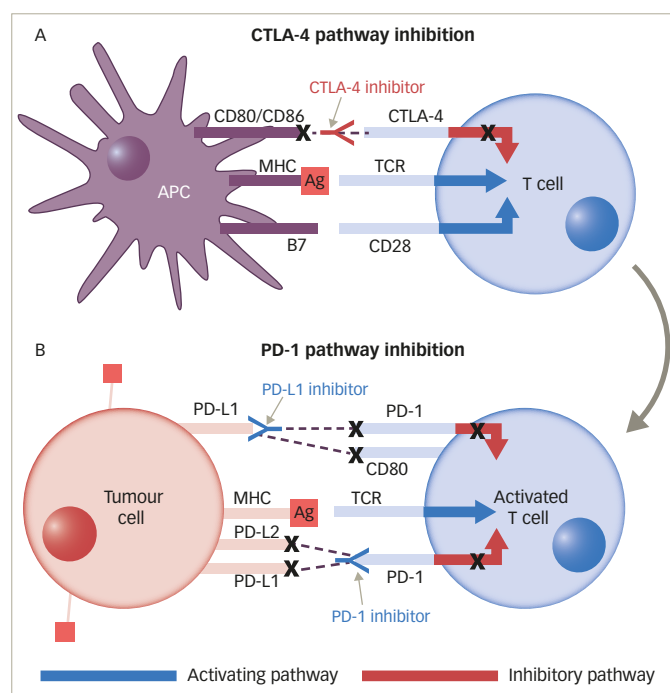 A
CTLA-4 pathway inhibition
CTLA-4 inhibitor
CD80/CD86
CTLA-4
MHC
Ag
TCR
APC
T cell
B7
CD28
B
PD-1 pathway inhibition
PD-L1 inhibitor
PD-L1
PD-1
CD80
Tumour
cell
MHC
Ag
TCR
Activated
T cell
PD-L2
PD-L1
PD-1
PD-1 inhibitor
Activating pathway
Inhibitory pathway